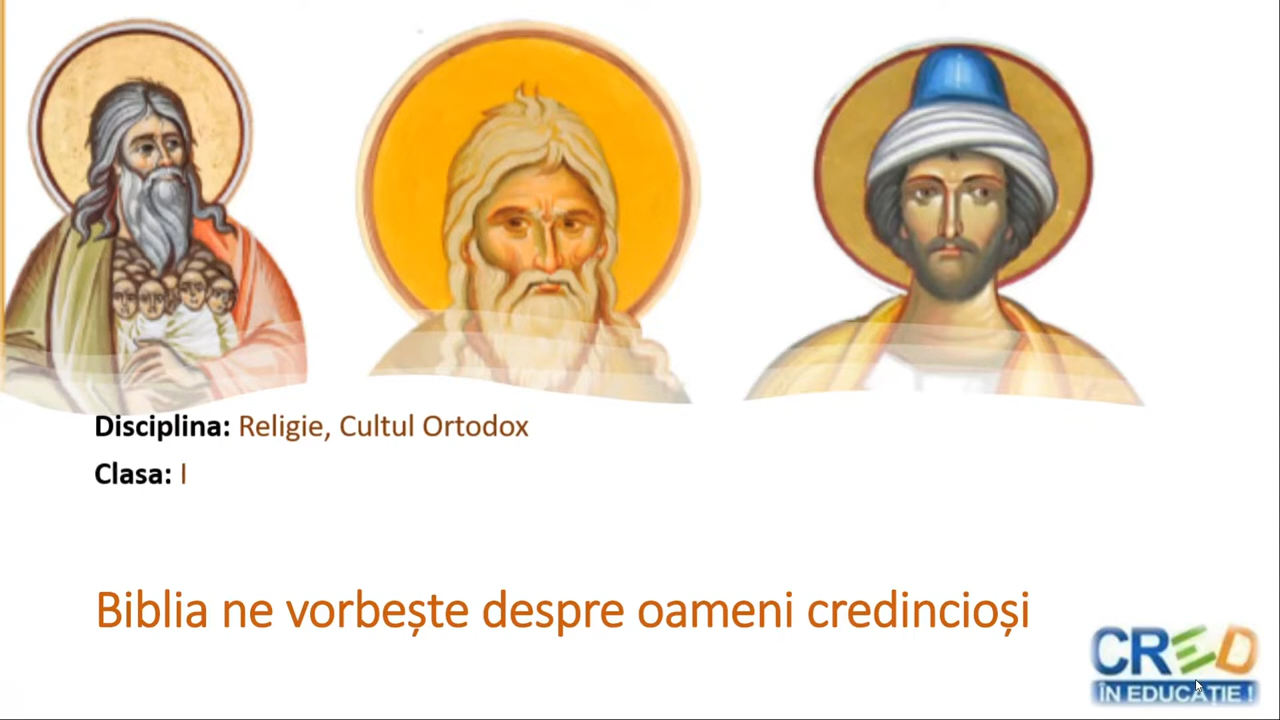 Disciplina: Religie, Cultul Ortodox
Clasa: I
Biblia ne vorbește despre oameni credincioși
CRED
ÎN EDUCAȚIE !